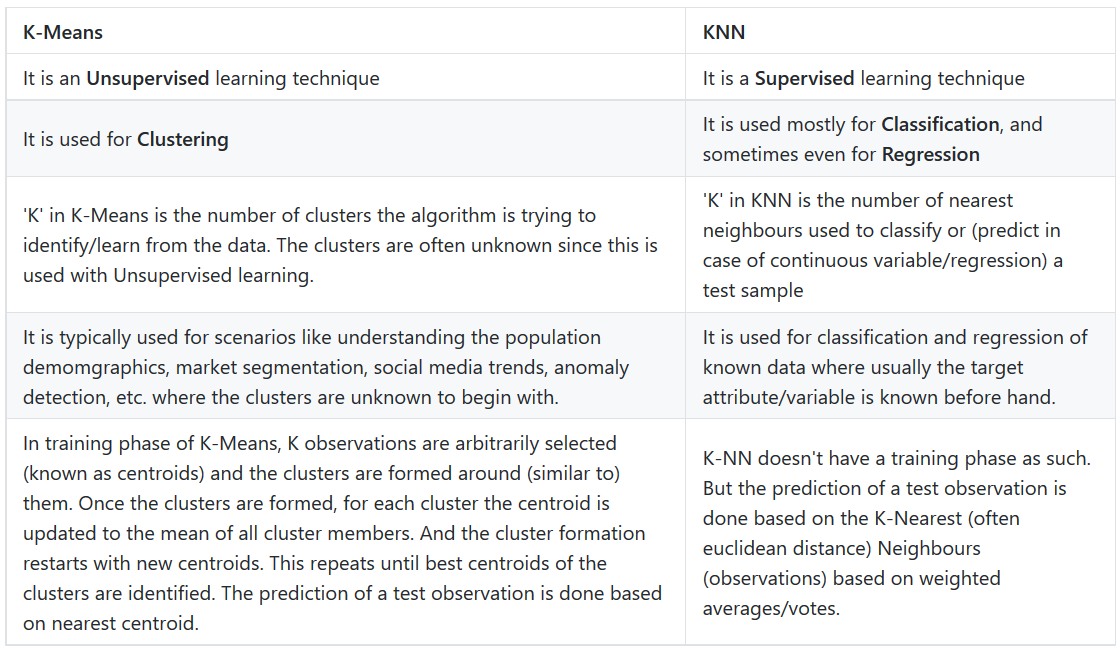 K-Means
KNN
It is an Unsupervised learning technique
It is a Supervised learning technique
It is used for Clustering
It is used mostly for Classification, and
sometimes even for Regression
'K' in K-Means is the number of clusters the algorithm is trying to
identify/learn from the data. The clusters are often unknown since this is
used with Unsupervised learning.
'K' in KNN is the number of nearest
neighbours used to classify or (predict in
case of continuous variable/regression) a
test sample
It is typically used for scenarios like understanding the population
demomgraphics, market segmentation, social media trends, anomaly
detection, etc. where the clusters are unknown to begin with.
It is used for classification and regression of
known data where usually the target
attribute/variable is known before hand.
In training phase of K-Means, K observations are arbitrarily selected
(known as centroids) and the clusters are formed around (similar to)
them. Once the clusters are formed, for each cluster the centroid is
updated to the mean of all cluster members. And the cluster formation
restarts with new centroids. This repeats until best centroids of the
clusters are identified. The prediction of a test observation is done based
on nearest centroid.
K-NN doesn't have a training phase as such.
But the prediction of a test observation is
done based on the K-Nearest (often
euclidean distance) Neighbours
(observations) based on weighted
averages/votes.